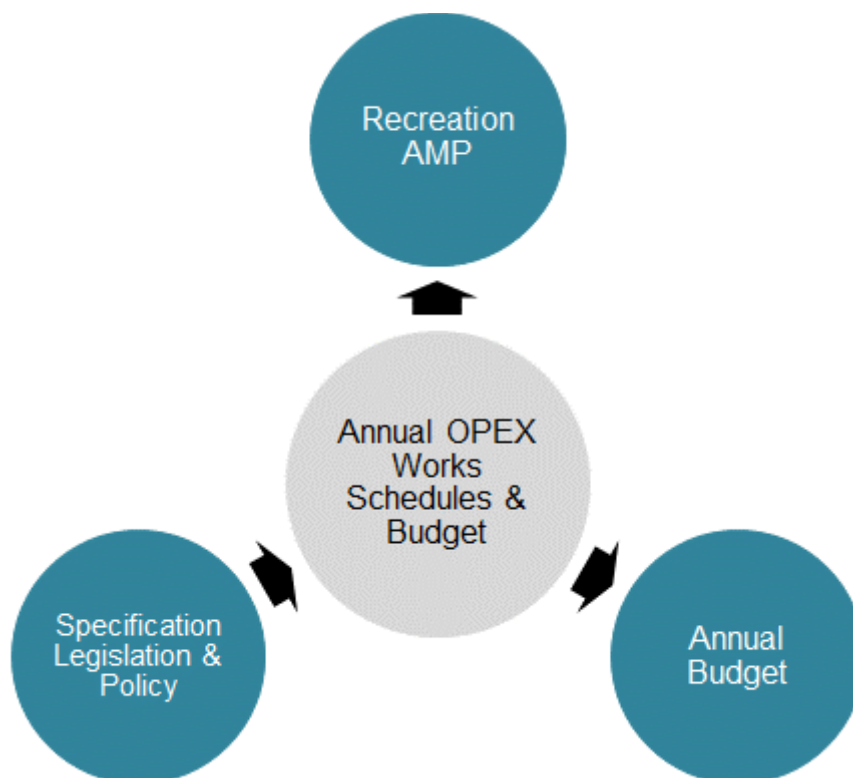 Recreation
AMP
Annual OPEX
Works
Schedules &
Budget
Specification
Legislation &
Policy
Annual
Budget